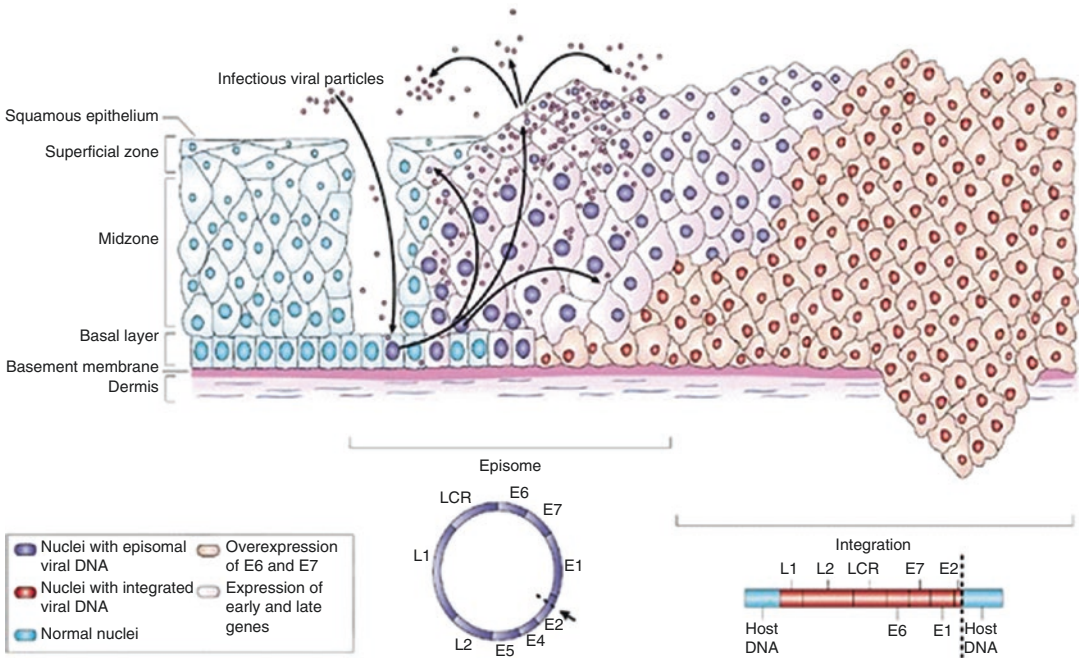 Infectious viral particles
Squamous epithelium
Superficial zone
Midzone
Basal layer
Basement membrane
Dermis
Episome
LCR
E6
E7
L1
E1
E2
E4
E5
L2
Nuclei with episomal
viral DNA
Nuclei with integrated
viral DNA
Normal nuclei
Overexpression
of E6 and E7
Expression of
early and late
genes
Integration
L1 L2 LCR E7 E2
Host
DNA
E6 E1
Host
DNA